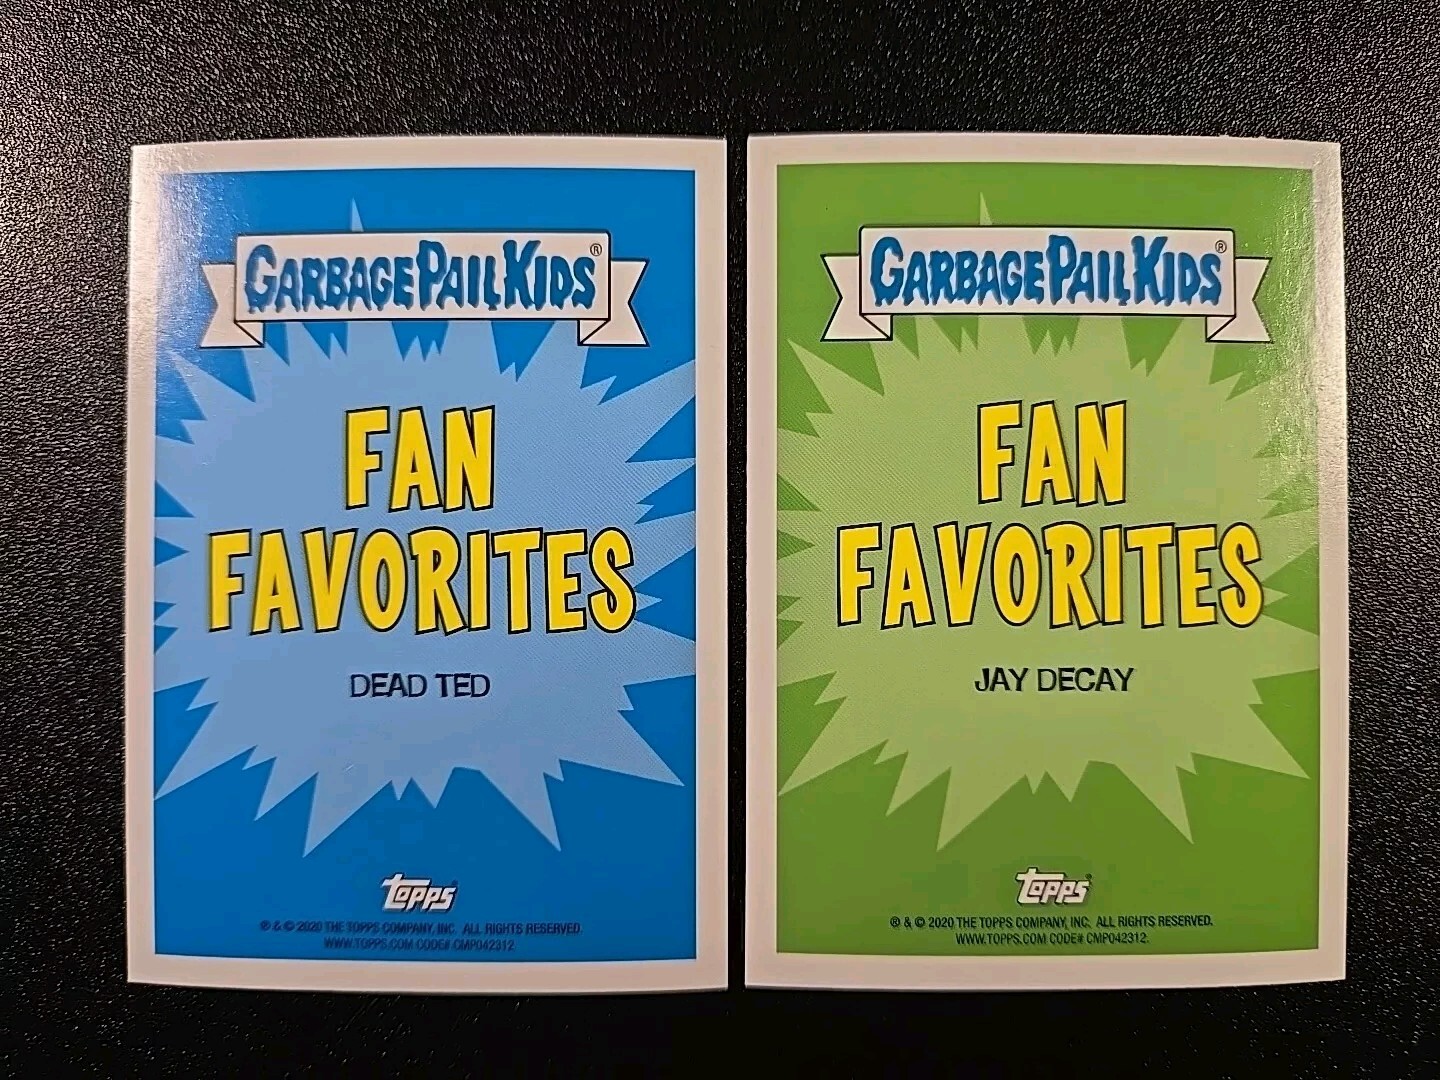 GARBAGE PAIL KIDS®
FAN
FAVORITES
DEAD TED
Topps
® & © 2020 THE TOPPS COMPANY, INC. ALL RIGHTS RESERVED.
WWW.TOPPS.COM CODE# CMP042312.
GARBAGE PAIL KIDS®
FAN
FAVORITES
JAY DECAY
Topps
® & © 2020 THE TOPPS COMPANY, INC. ALL RIGHTS RESERVED.
WWW.TOPPS.COM CODE# CMP042312.